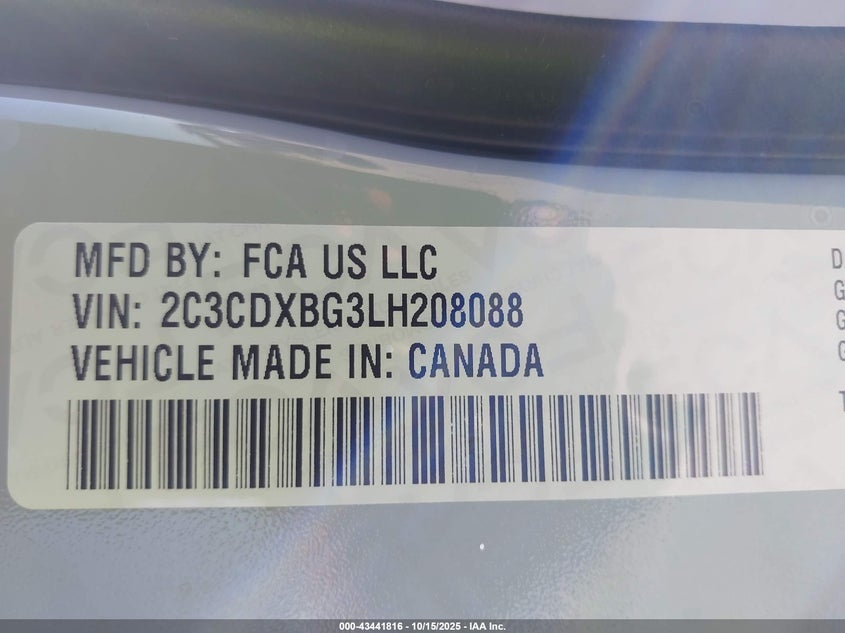 MFD BY: FCA US LLC
VIN: 2C3CDXBG3LH208088
VEHICLE MADE IN: CANADA
D
G
G
G
T
000-43441816 - 10/15/2025 - IAA Inc.